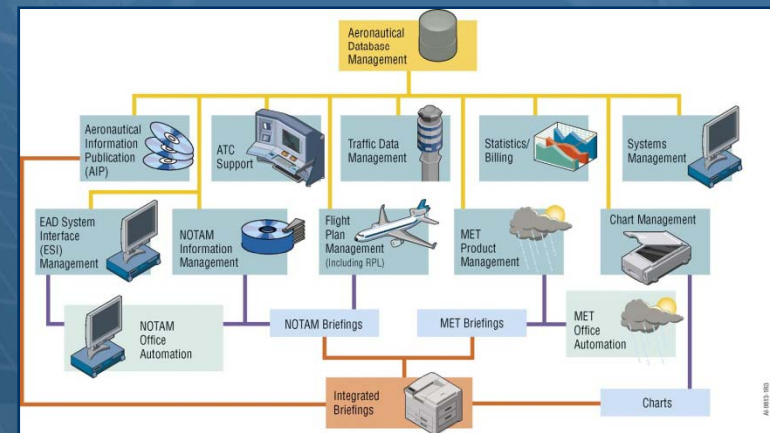 Aeronautical
Database
Management
Aeronautical
Information
Publication
(AIP)
ATC
Support
Traffic Data
Management
Statistics/
Billing
Systems
Management
EAD System
Interface
(ESI)
Management
NOTAM
Information
Management
Flight
Plan
Management
(Including RPL)
MET
Product
Management
Chart Management
NOTAM
Office
Automation
NOTAM Briefings
MET Briefings
MET
Office
Automation
Integrated
Briefings
Charts